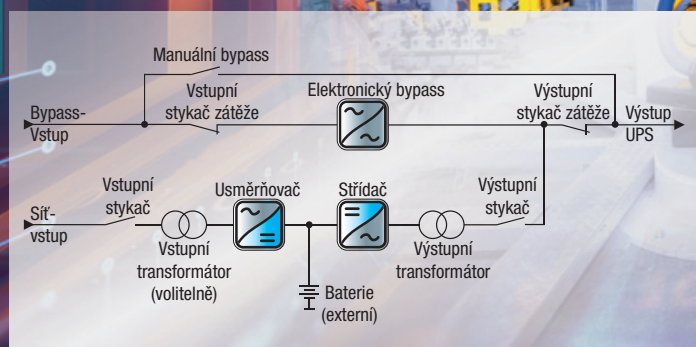 Manuální bypass
Vstupní
stykač zátěže
Elektronický bypass
Výstupní
stykač zátěže
Bypass-
Vstup
Výstup
UPS
Vstupní
stykač
Usměrňovač
Střídač
Výstupní
stykač
Síť-
vstup
Vstupní
transformátor
(volitelně)
Výstupní
transformátor
Baterie
(externí)